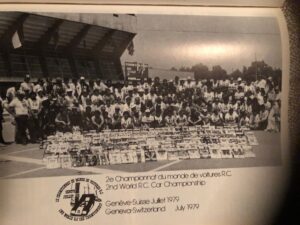 2e Championnat du monde de voitures R.C.
2nd World R.C. Car Championship
Genève-Suisse Juillet 1979
Geneva-Switzerland July 1979